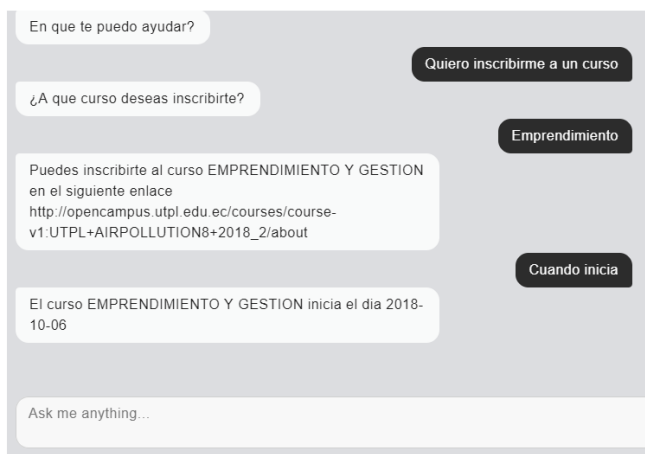 En que te puedo ayudar?
Quiero inscribirme a un curso
¿A que curso deseas inscribirte?
Emprendimiento
Puedes inscribirte al curso EMPRENDIMIENTO Y GESTION
en el siguiente enlace
http://opencampus.utpl.edu.ec/courses/course-
v1:UTPL+AIRPOLLUTION8+2018_2/about
Cuando inicia
El curso EMPRENDIMIENTO Y GESTION inicia el dia 2018-
10-06
Ask me anything...